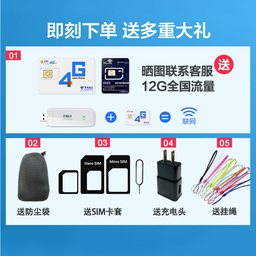 即刻下单 送多重大礼
01
4G
晒图联系客服 送
12G全国流量
+
=
联网
02
03
04
05
Nano SIM
Micro SIM
送防尘袋
送SIM卡套
送充电头
送挂绳